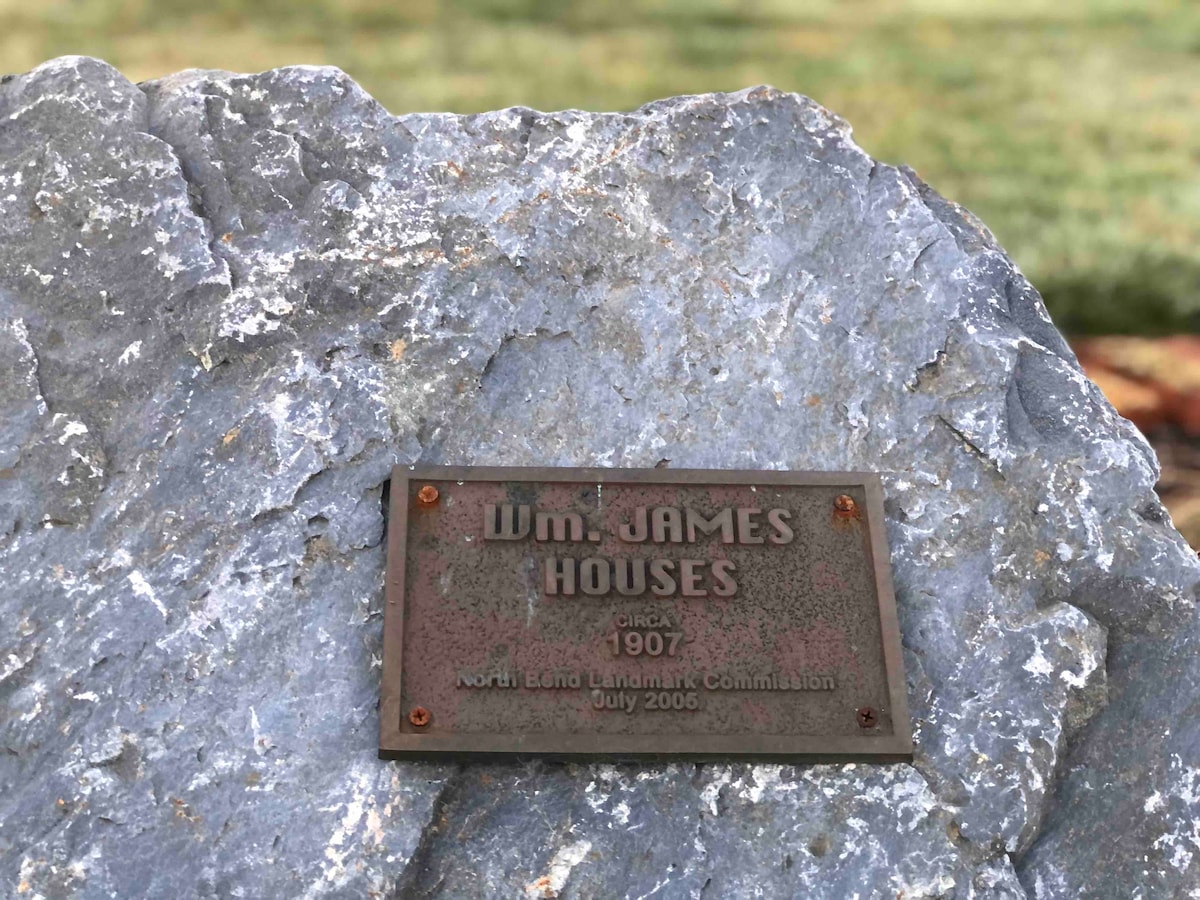 Wm. JAMES
HOUSES
CIRCA
1907
North Bend Landmark Commission
July 2005